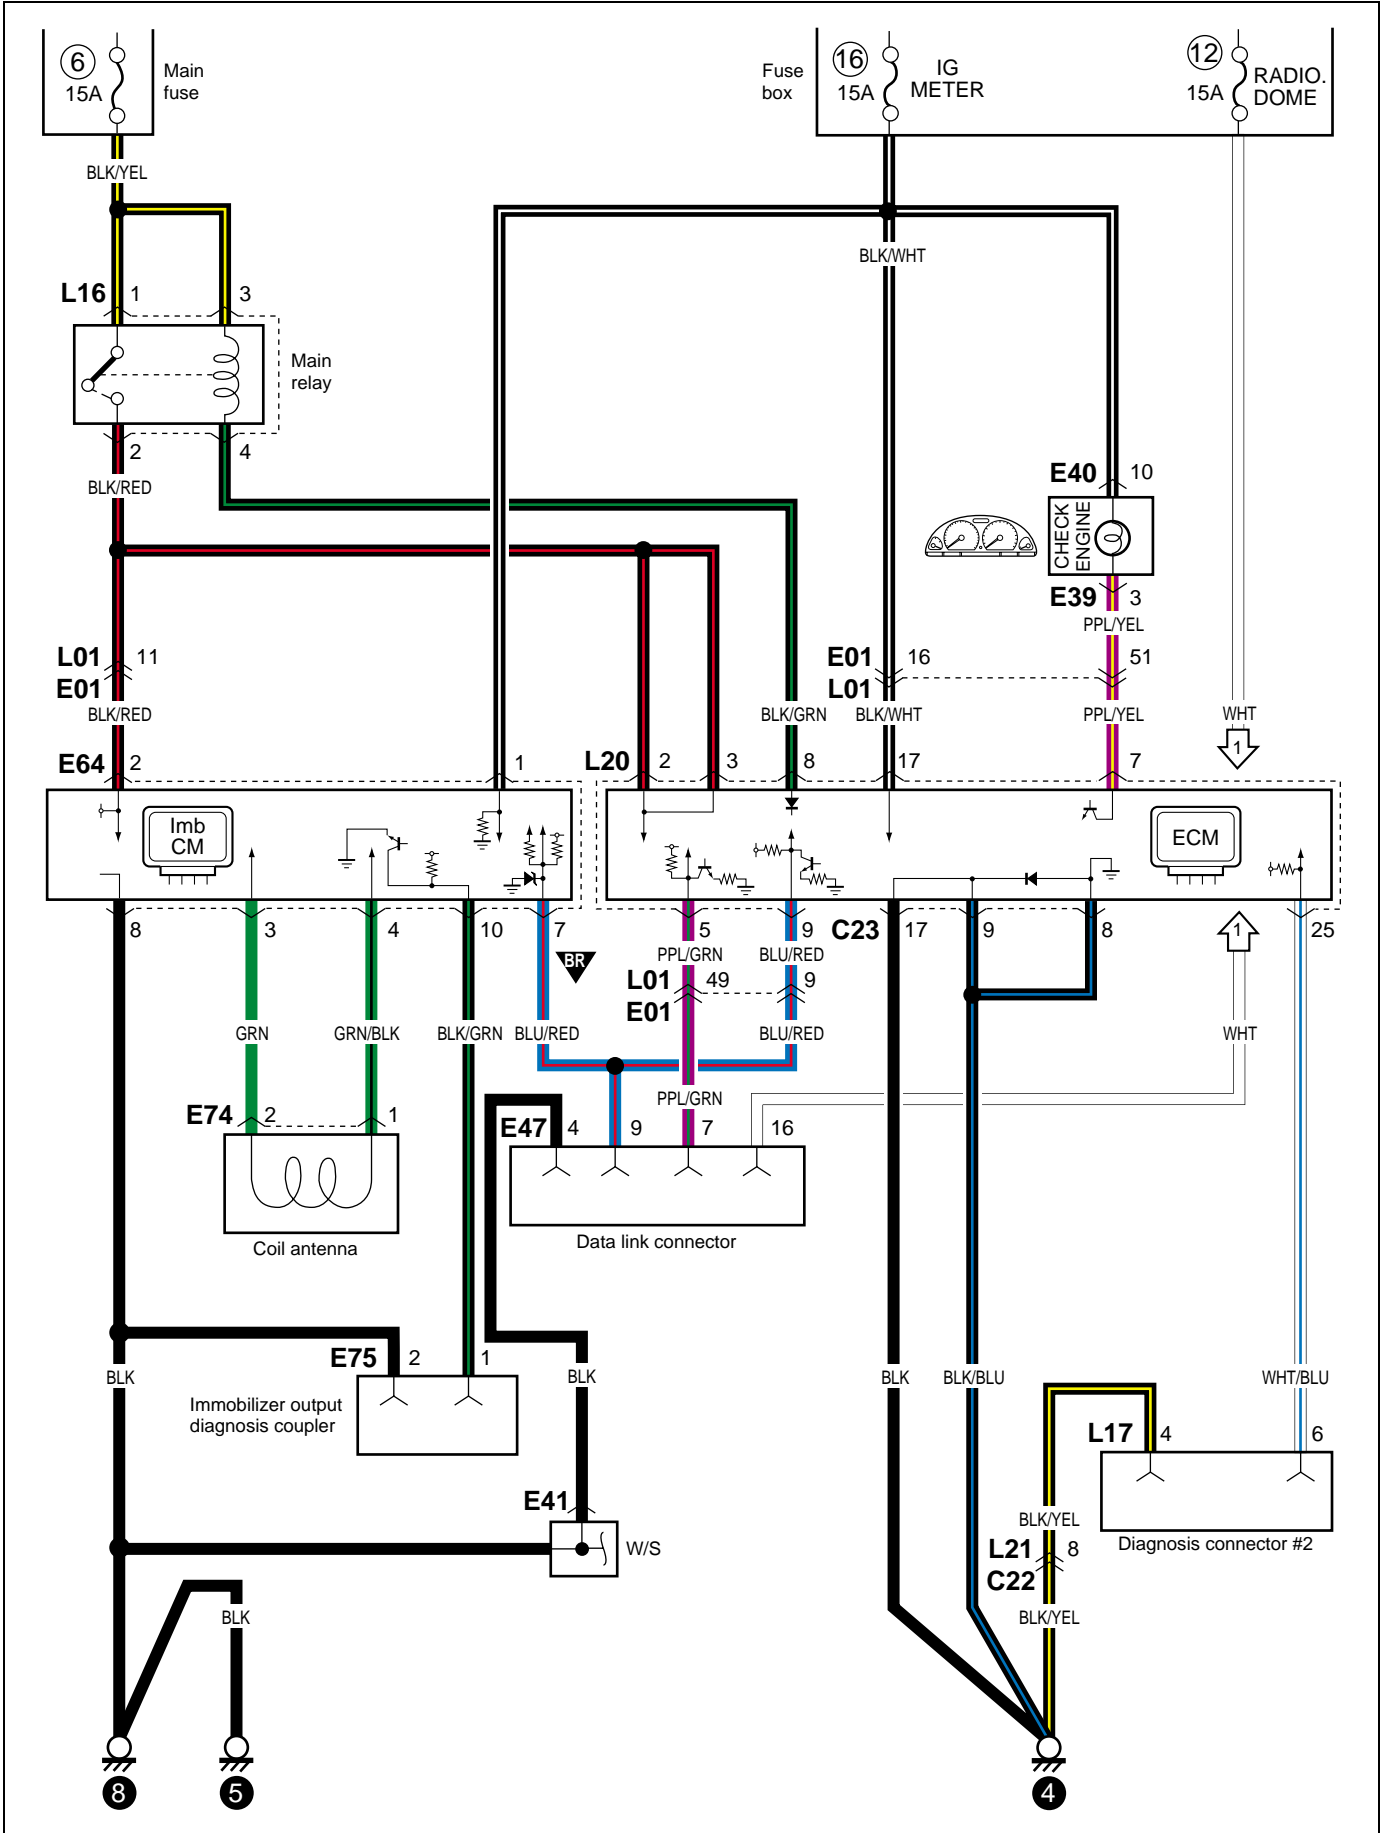 6
15A
Main
fuse
Fuse
box
16
15A
IG
METER
12
15A
RADIO.
DOME
BLK/YEL
BLK/WHT
L16
1
3
Main
relay
2
4
BLK/RED
E40
10
CHECK
ENGINE
E39
3
PPL/YEL
L01
11
E01
E01
16
51
L01
BLK/RED
BLK/GRN
BLK/WHT
PPL/YEL
WHT
1
E64
2
1
L20
2
3
8
17
7
Imb
CM
ECM
8
3
4
10
7
BR
5
9
C23
17
9
8
1
25
PPL/GRN
BLU/RED
L01
49
9
E01
GRN
GRN/BLK
BLK/GRN
BLU/RED
BLU/RED
WHT
PPL/GRN
E74
2
1
E47
4
9
7
16
Coil antenna
Data link connector
E75
2
1
BLK
BLK
BLK
BLK/BLU
WHT/BLU
Immobilizer output
diagnosis coupler
L17
4
6
E41
W/S
BLK/YEL
L21
8
C22
Diagnosis connector #2
BLK
BLK/YEL
8
5
4